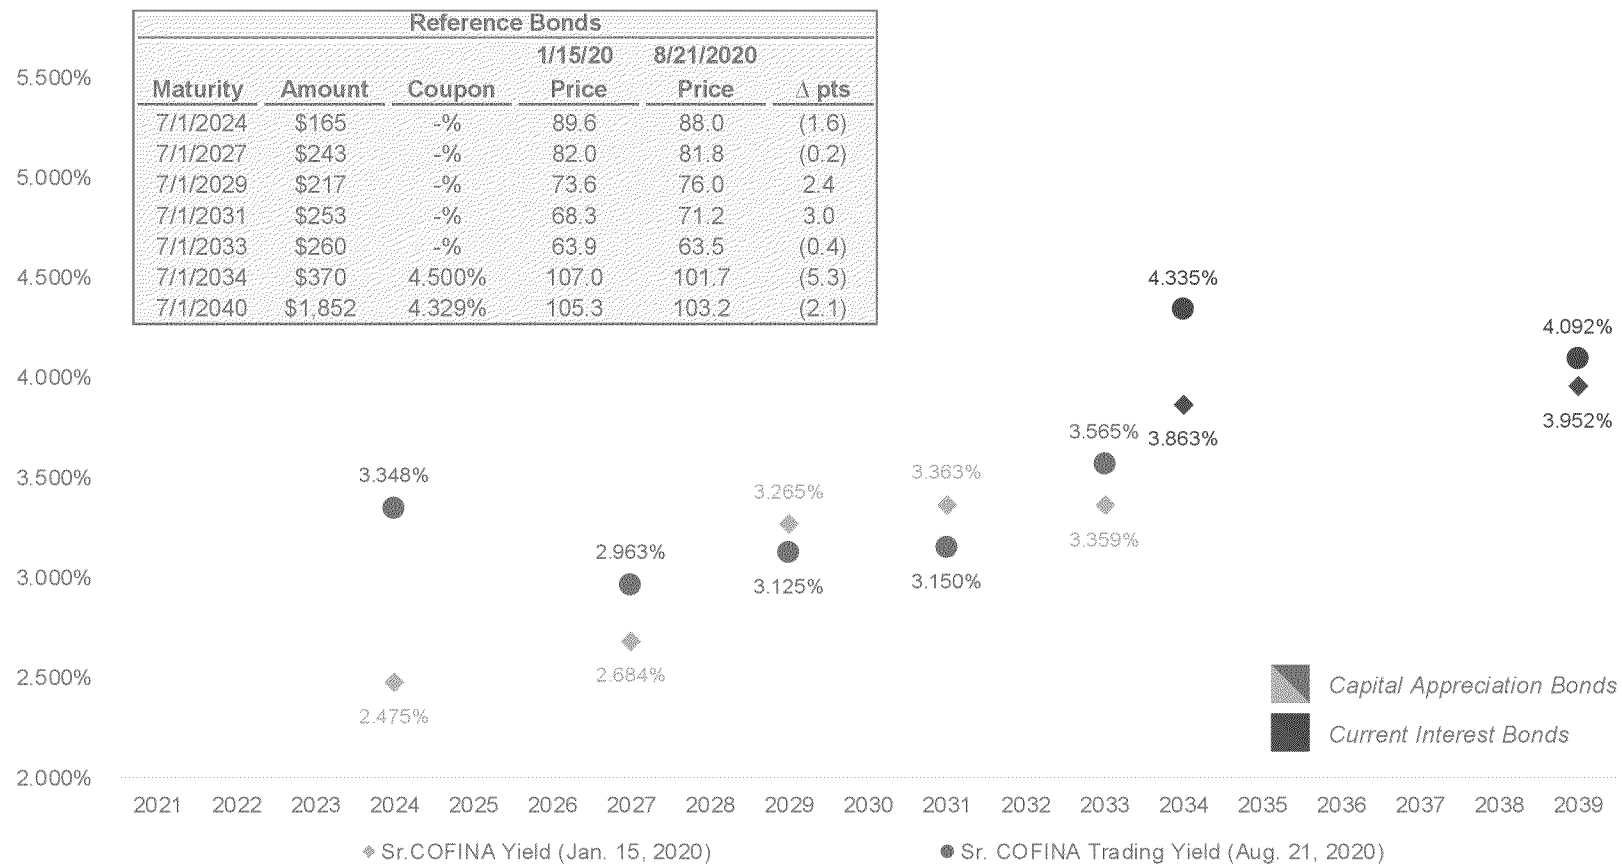 Reference Bonds
1/15/20 8/21/2020
Maturity Amount Coupon Price Price Δ pts
7/1/2024 $165 -% 89.6 88.0 (1.6)
7/1/2027 $243 -% 82.0 81.8 (0.2)
7/1/2029 $217 -% 73.6 76.0 2.4
7/1/2031 $253 -% 68.3 71.2 3.0
7/1/2033 $260 -% 63.9 63.5 (0.4)
7/1/2034 $370 4.500% 107.0 101.7 (5.3)
7/1/2040 $1,852 4.329% 105.3 103.2 (2.1)
5.500%
5.000%
4.500%
4.000%
3.500%
3.000%
2.500%
2.000%
3.348%
2.475%
2.963%
2.684%
3.265%
3.125%
3.363%
3.150%
3.565%
3.359%
4.335%
3.863%
4.092%
3.952%
Capital Appreciation Bonds
Current Interest Bonds
2021 2022 2023 2024 2025 2026 2027 2028 2029 2030 2031 2032 2033 2034 2035 2036 2037 2038 2039
Sr.COFINA Yield (Jan. 15, 2020) Sr. COFINA Trading Yield (Aug. 21, 2020)